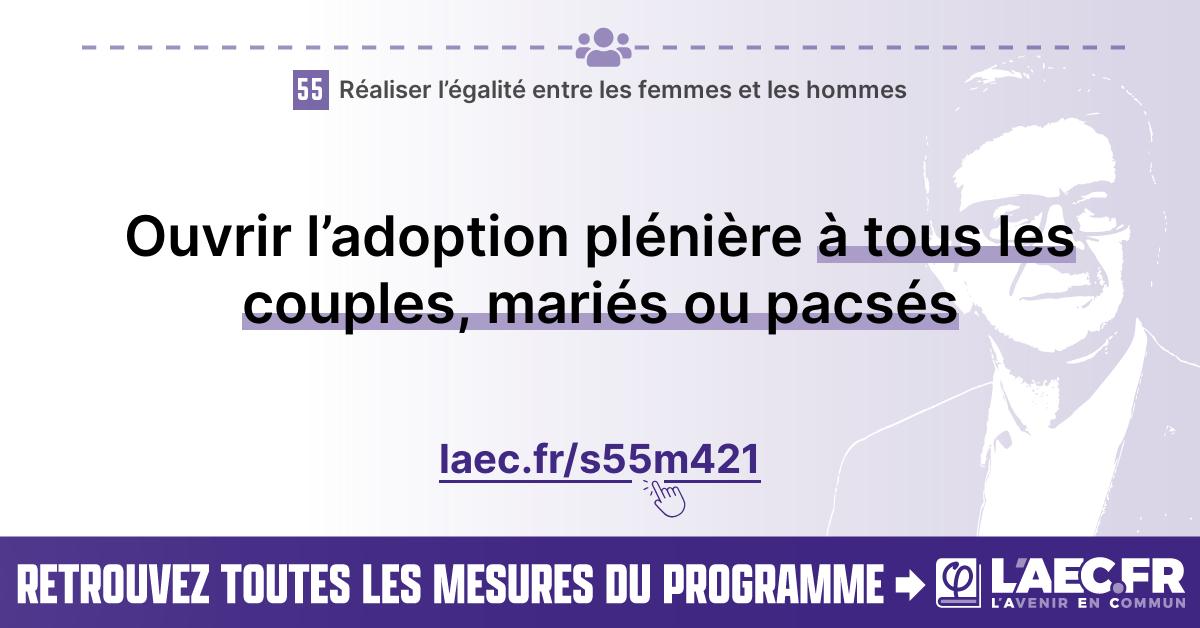 55 Réaliser l’égalité entre les femmes et les hommes
Ouvrir l’adoption plénière à tous les
couples, mariés ou pacsés
laec.fr/s55m421
RETROUVEZ TOUTES LES MESURES DU PROGRAMME
φ
L'AEC.FR
L'AVENIR EN COMMUN